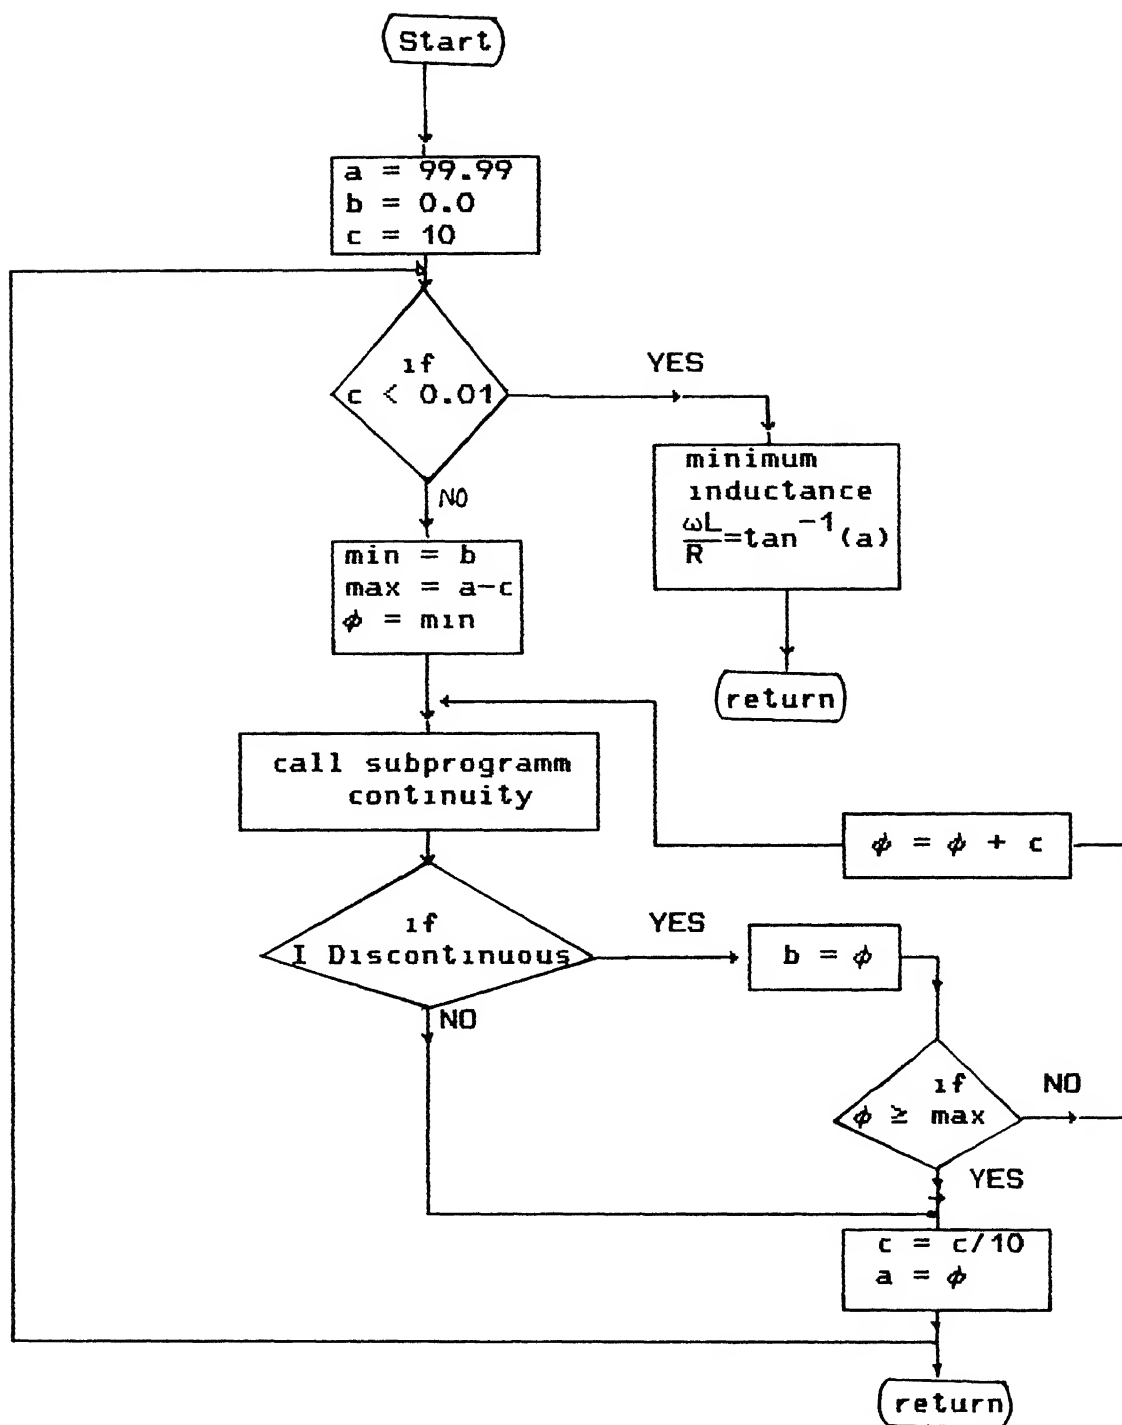 Start
a = 99.99
b = 0.0
c = 10
if
c < 0.01
YES
NO
minimum
inductance
ωL
R
=tan⁻¹(a)
min = b
max = a-c
ϕ = min
return
call subprogramm
continuity
ϕ = ϕ + c
if
I Discontinuous
YES
NO
b = ϕ
if
ϕ ≥ max
NO
YES
c = c/10
a = ϕ
return